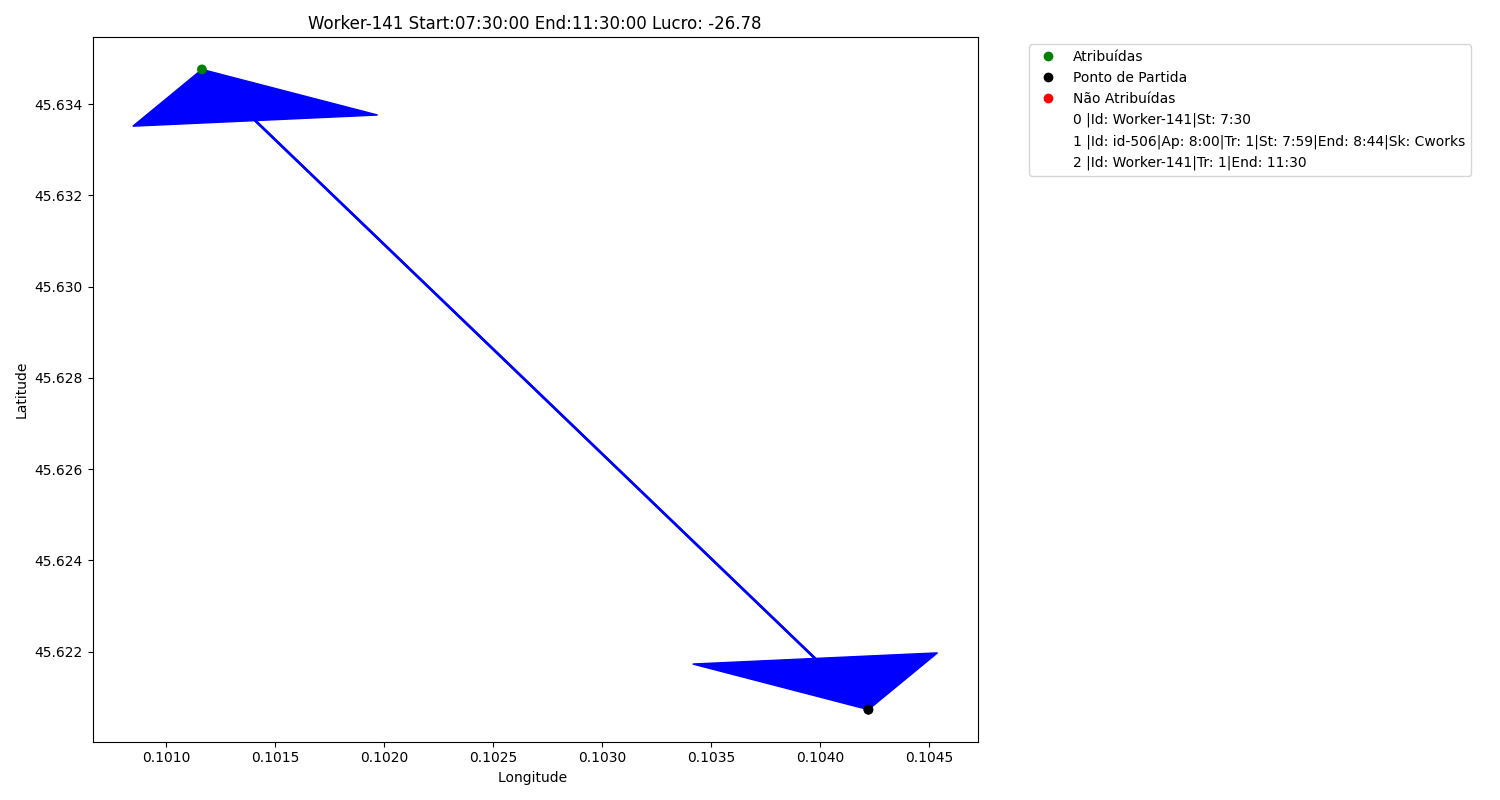 Worker-141 Start:07:30:00 End:11:30:00 Lucro: -26.78
Atribuídas
Ponto de Partida
Não Atribuídas
0 |Id: Worker-141|St: 7:30
1 |Id: id-506|Ap: 8:00|Tr: 1|St: 7:59|End: 8:44|Sk: Cworks
2 |Id: Worker-141|Tr: 1|End: 11:30
Latitude
45.634
45.632
45.630
45.628
45.626
45.624
45.622
0.1010 0.1015 0.1020 0.1025 0.1030 0.1035 0.1040 0.1045
Longitude